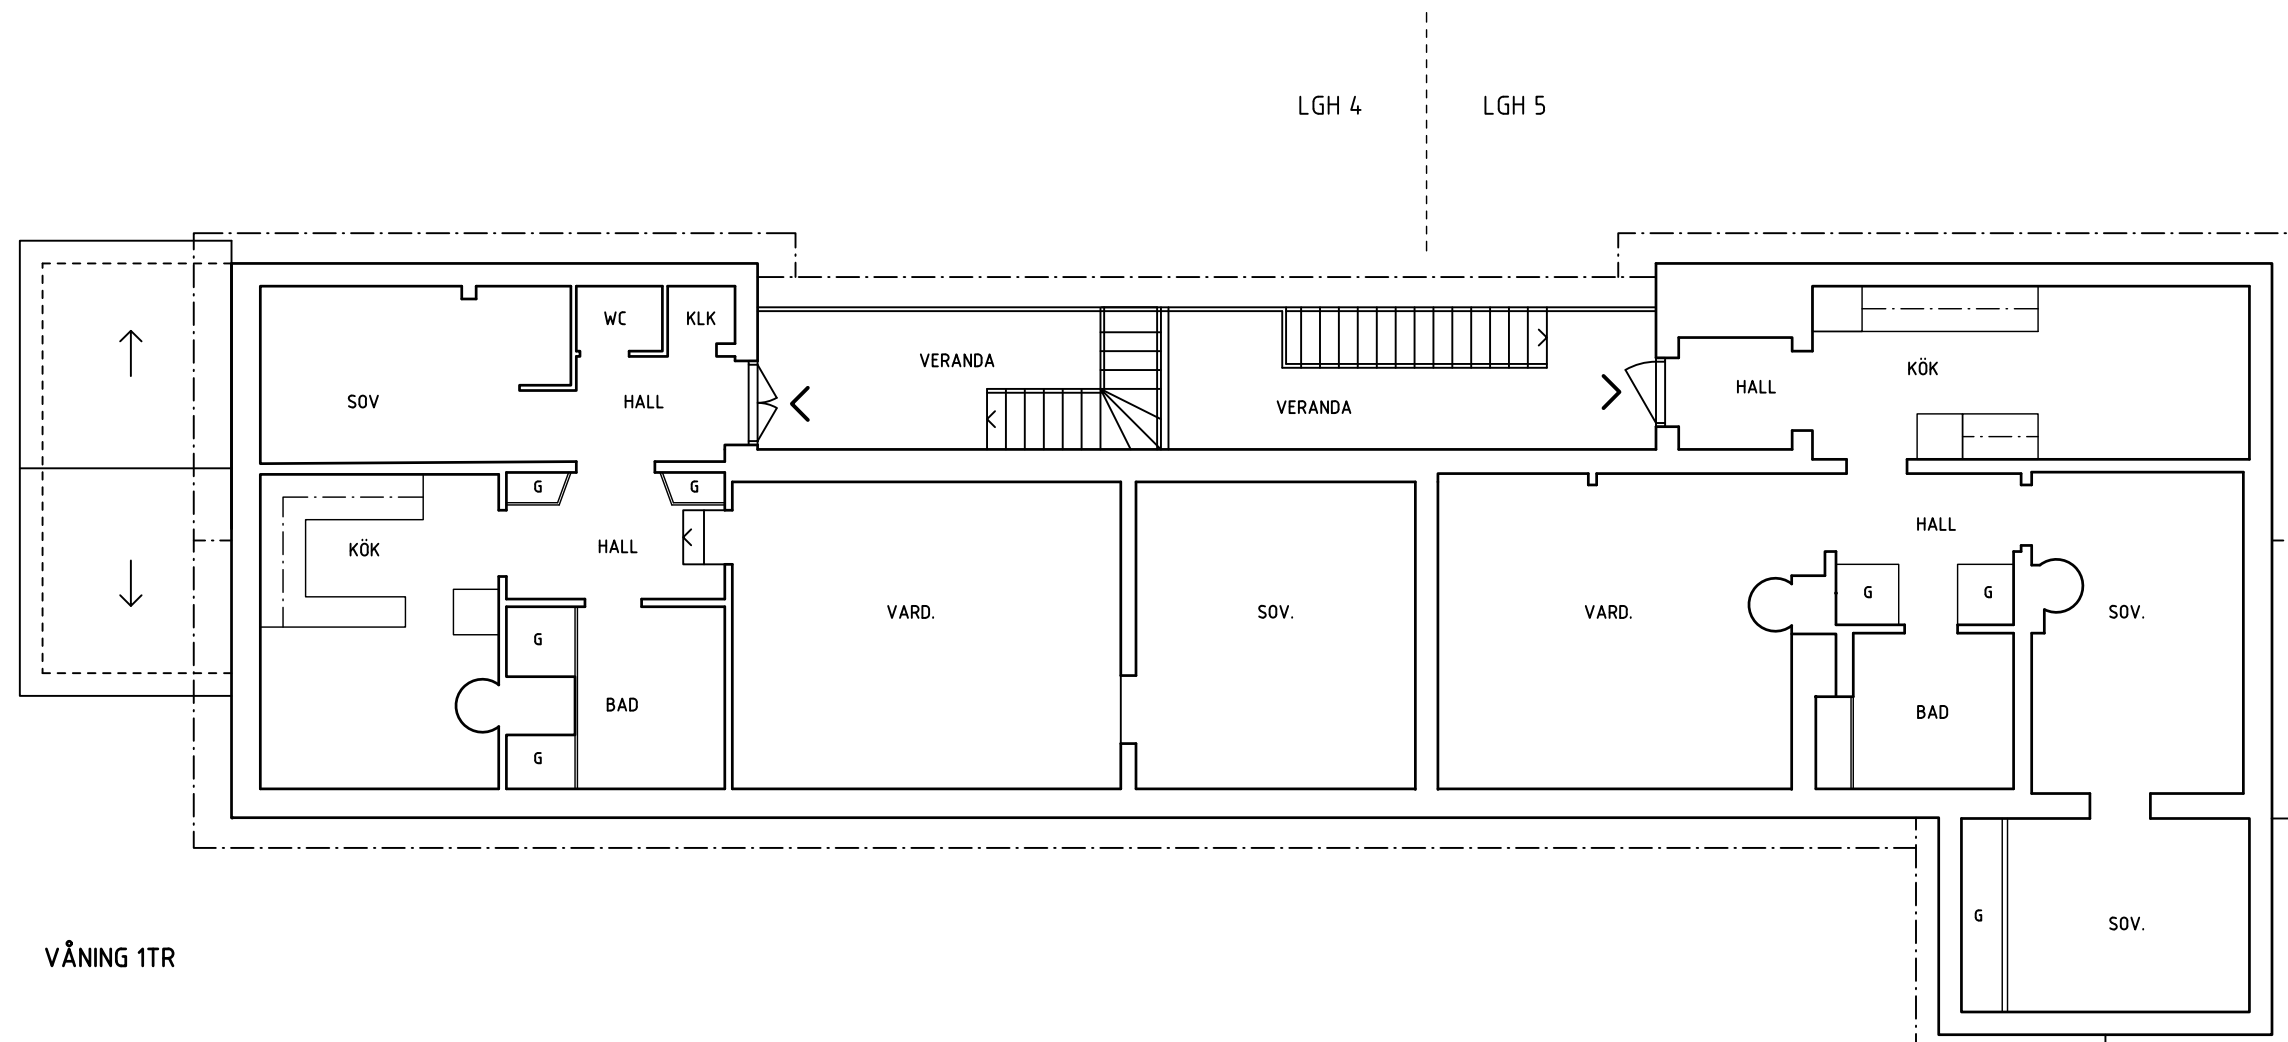 LGH 4
LGH 5
WC
KLK
VERANDA
KÖK
HALL
SOV
HALL
VERANDA
G
G
HALL
KÖK
HALL
G
G
VARD.
SOV.
VARD.
SOV.
G
BAD
BAD
G
G
SOV.
VÅNING 1TR